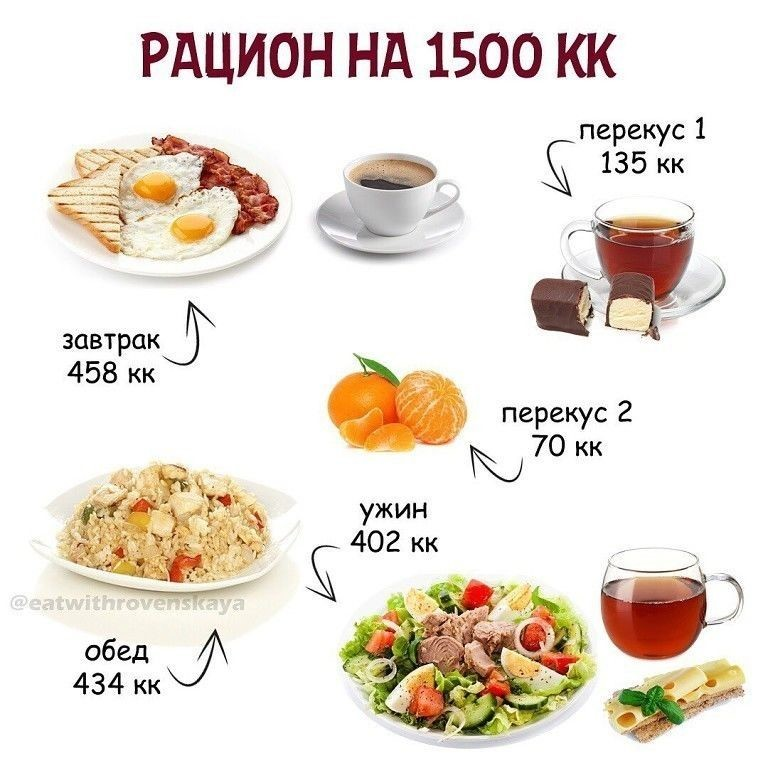 РАЦИОН НА 1500 КК
перекус 1
135 кк
завтрак
458 кк
перекус 2
70 кк
ужин
402 кк
@eatwithrovenskaya
обед
434 кк